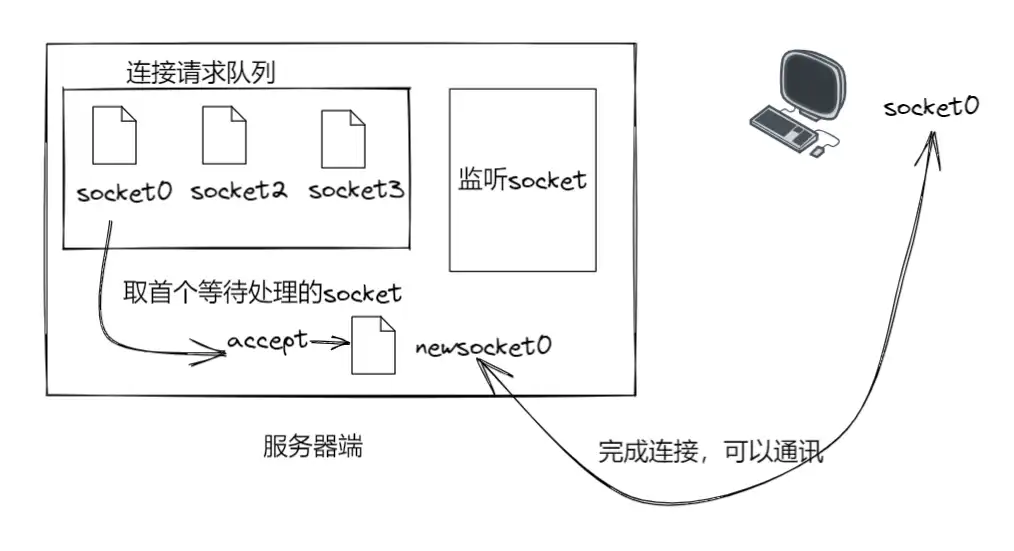 连接请求队列
socket0
socket2
socket3
监听socket
socket0
取首个等待处理的socket
accept
newsocket0
服务器端
完成连接，可以通讯